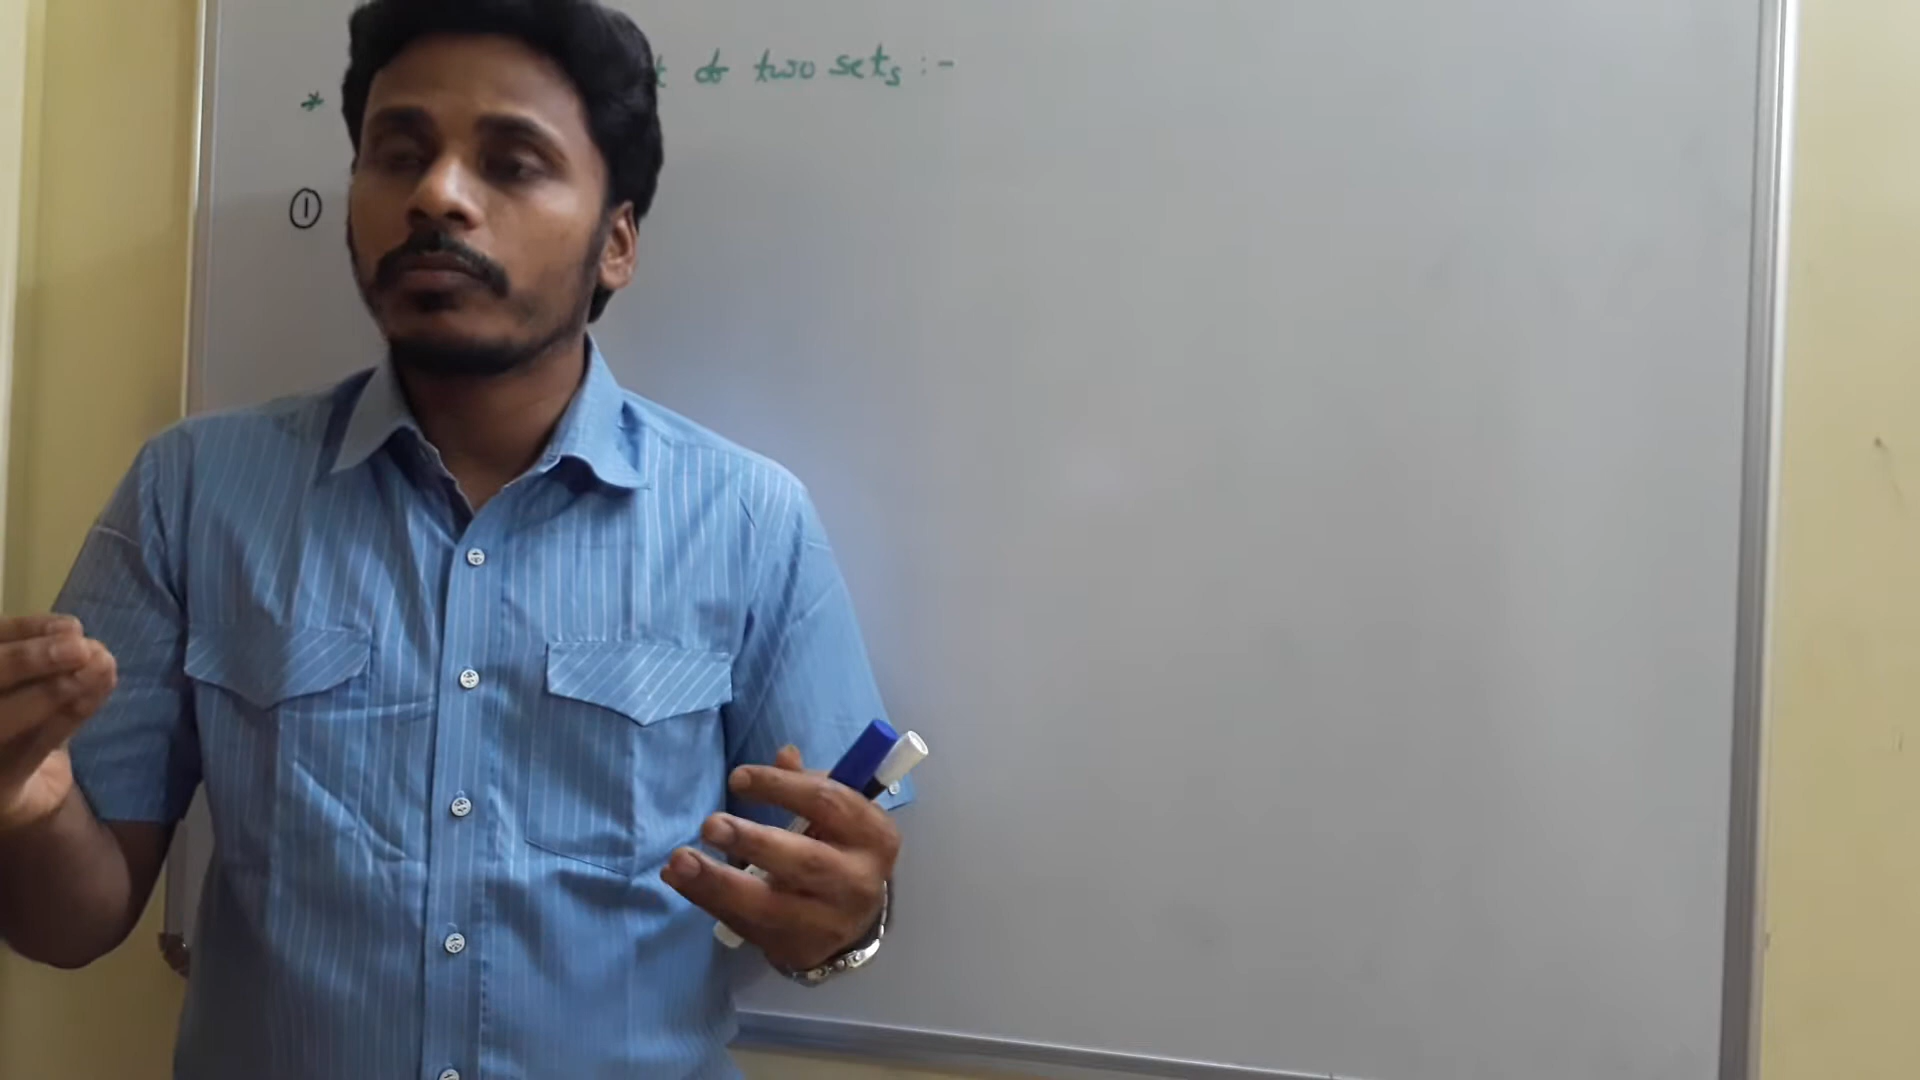 * t of two sets :-
①